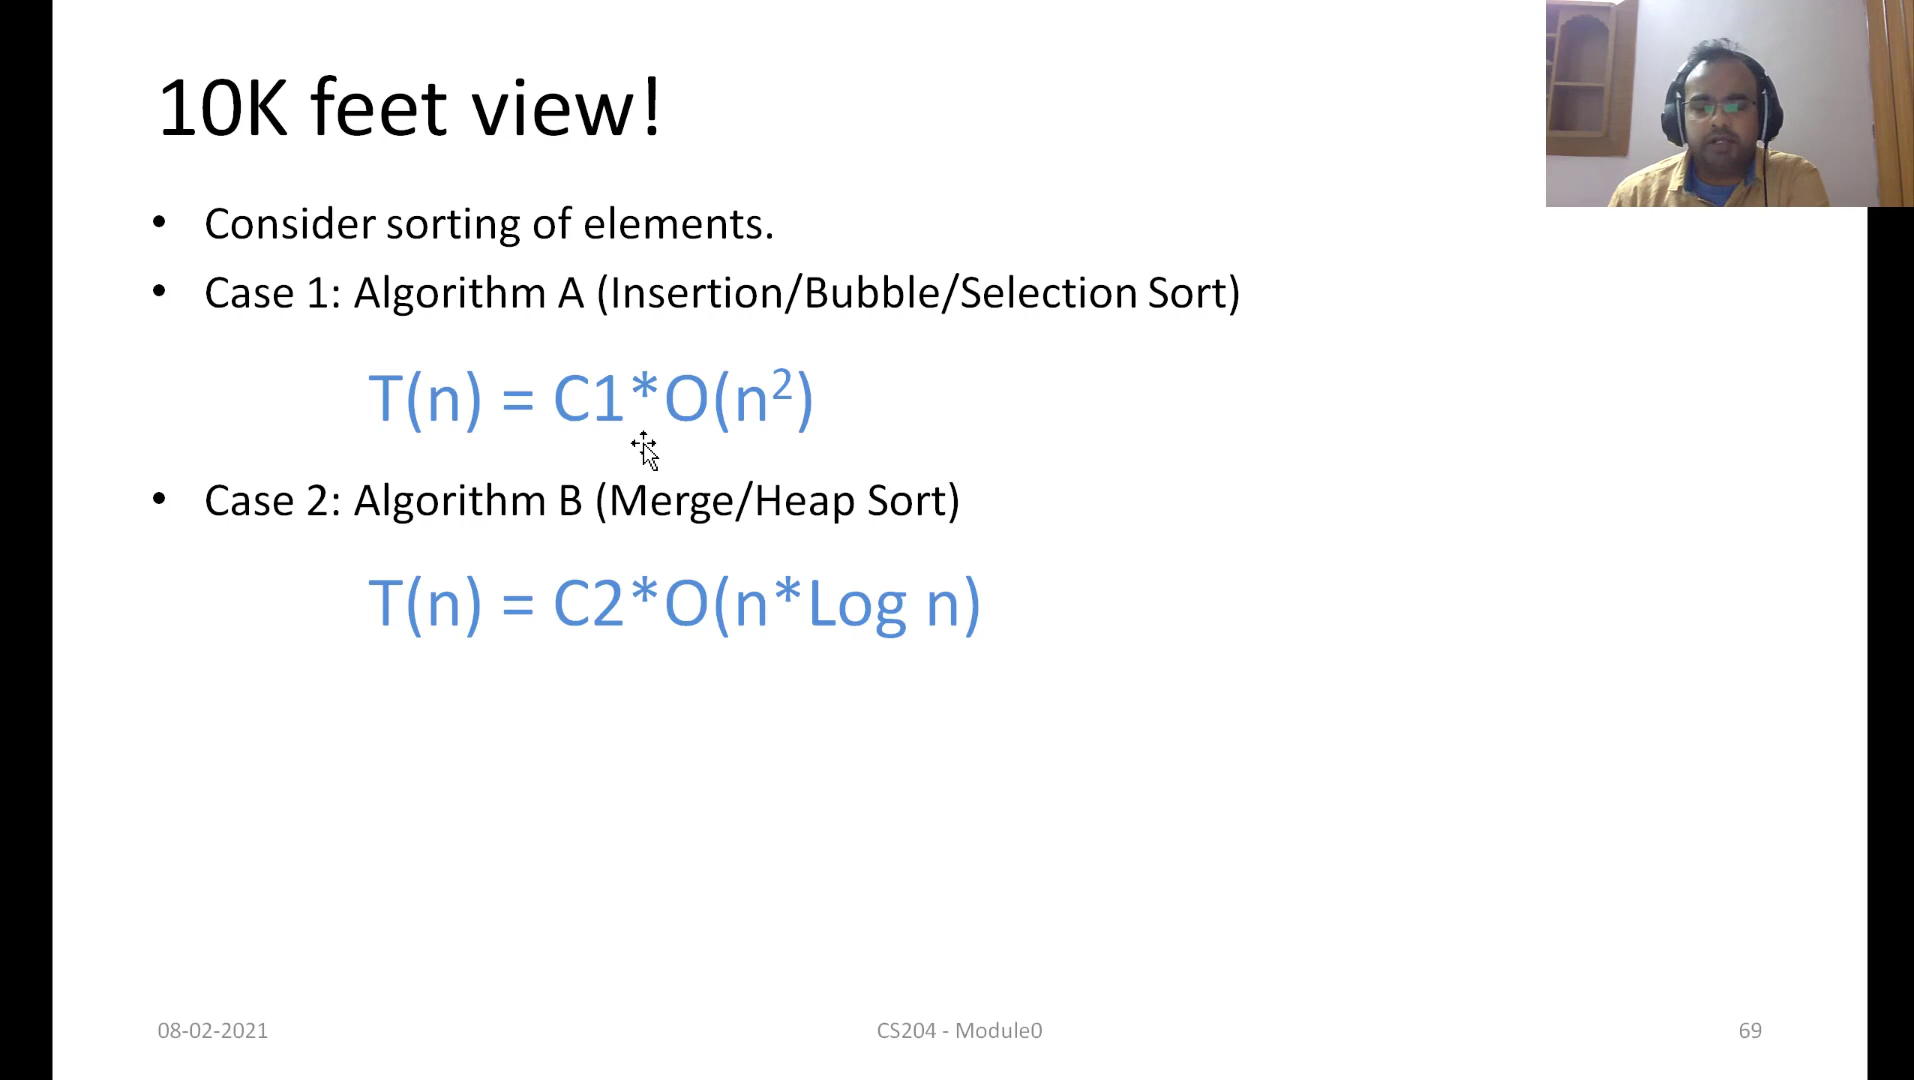 10K feet view!
• Consider sorting of elements.
• Case 1: Algorithm A (Insertion/Bubble/Selection Sort)
T(n) = C1*O(n²)
• Case 2: Algorithm B (Merge/Heap Sort)
T(n) = C2*O(n*Log n)
08-02-2021
CS204 - Module0
69